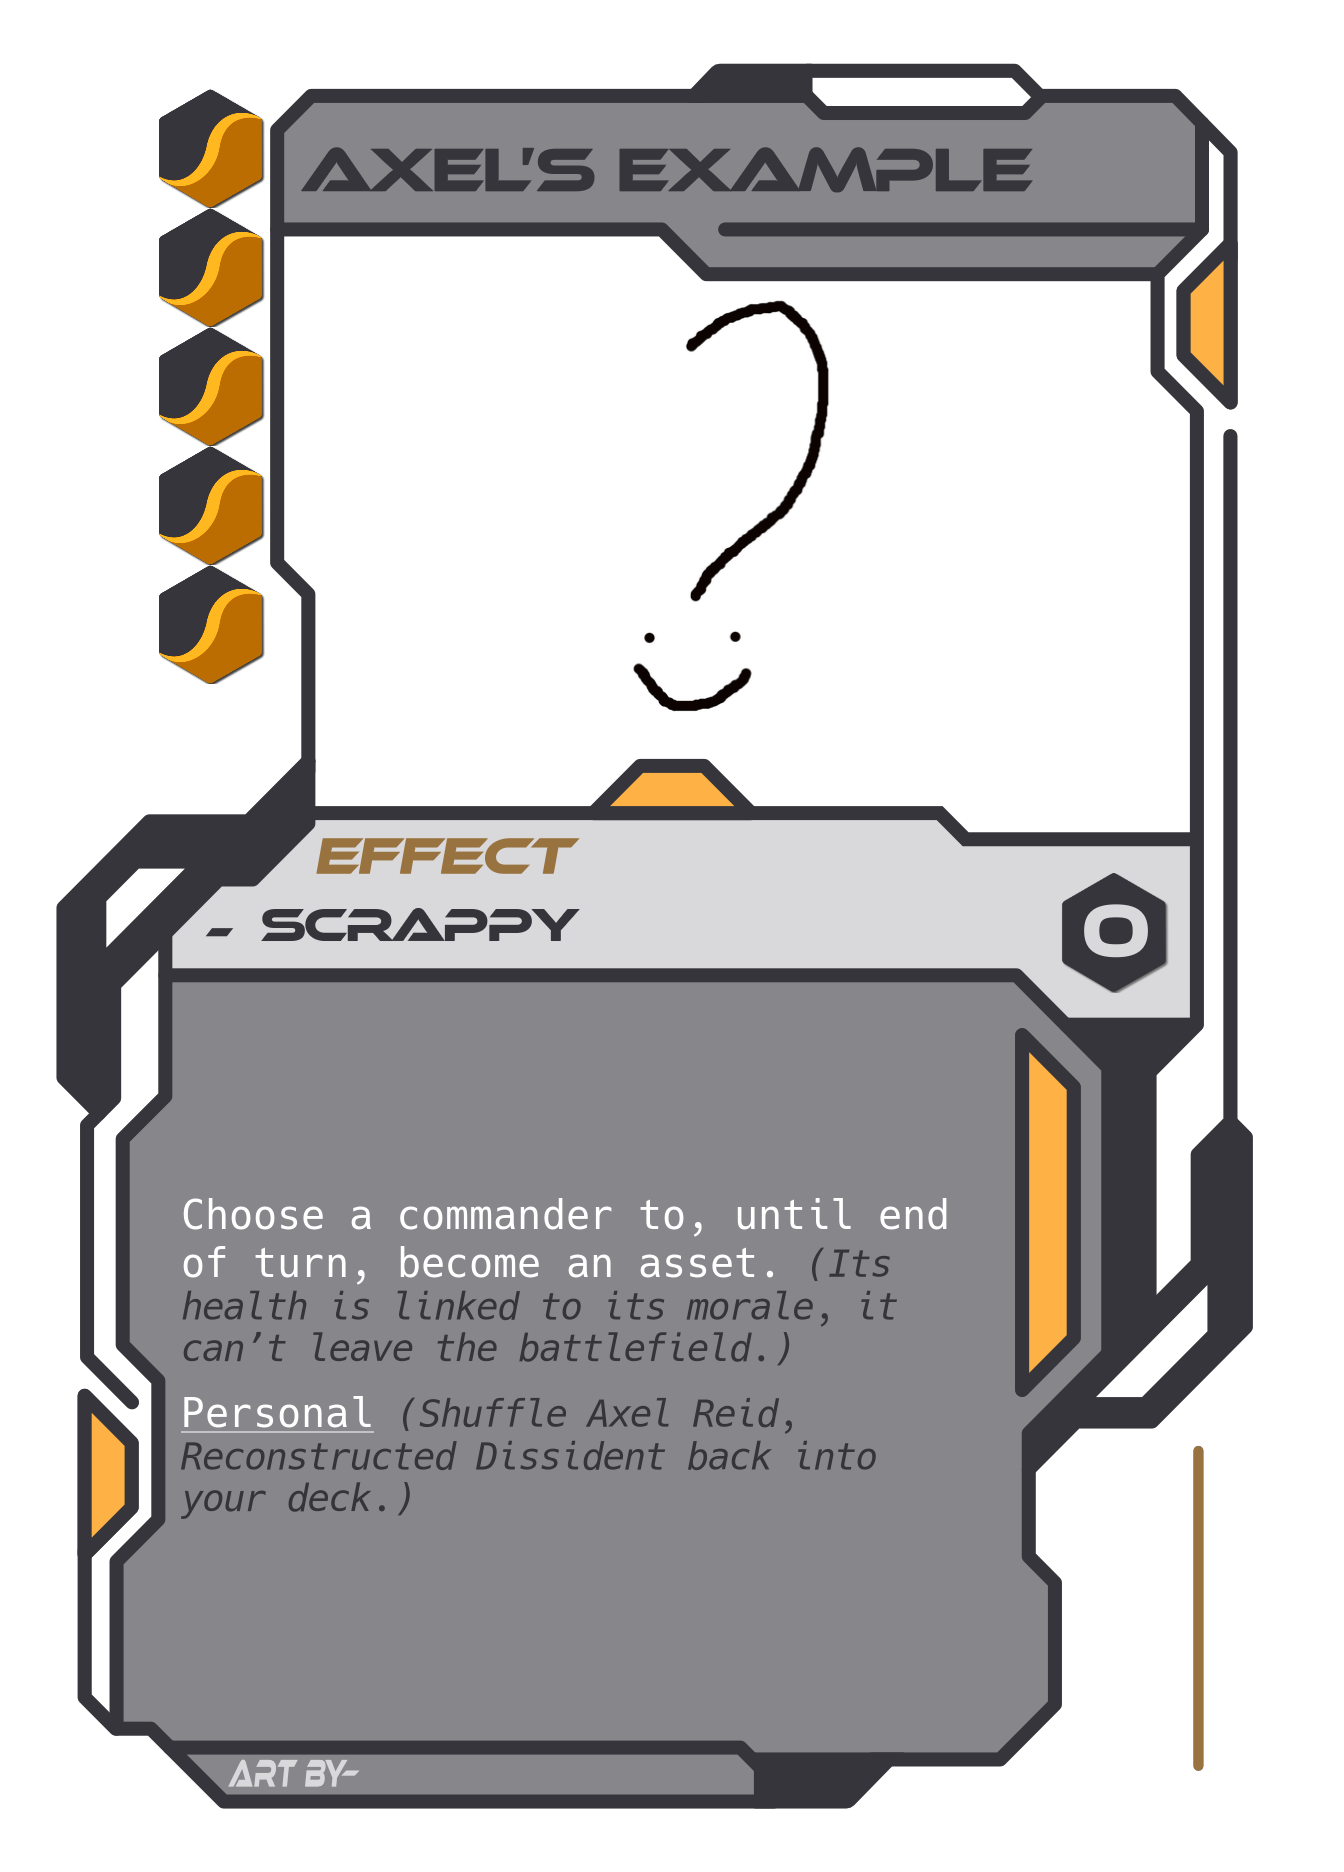 AXEL'S EXAMPLE
EFFECT
- SCRAPPY
0
Choose a commander to, until end
of turn, become an asset. (Its
health is linked to its morale, it
can’t leave the battlefield.)
Personal (Shuffle Axel Reid,
Reconstructed Dissident back into
your deck.)
ART BY-